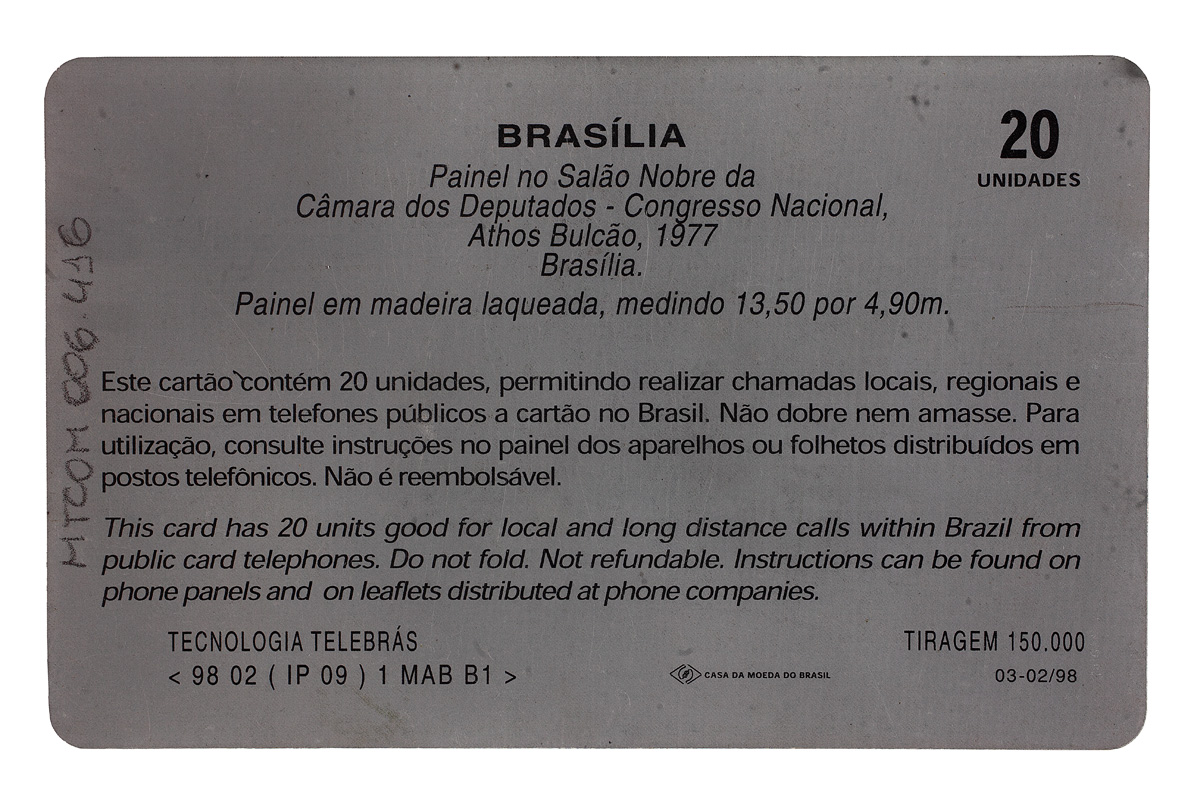 BRASÍLIA
20
UNIDADES
Painel no Salão Nobre da
Câmara dos Deputados - Congresso Nacional,
Athos Bulcão, 1977
Brasília.
Painel em madeira laqueada, medindo 13,50 por 4,90m.
Este cartão contém 20 unidades, permitindo realizar chamadas locais, regionais e
nacionais em telefones públicos a cartão no Brasil. Não dobre nem amasse. Para
utilização, consulte instruções no painel dos aparelhos ou folhetos distribuídos em
postos telefônicos. Não é reembolsável.
This card has 20 units good for local and long distance calls within Brazil from
public card telephones. Do not fold. Not refundable. Instructions can be found on
phone panels and on leaflets distributed at phone companies.
TECNOLOGIA TELEBRÁS
TIRAGEM 150.000
< 98 02 ( IP 09 ) 1 MAB B1 >
CASA DA MOEDA DO BRASIL
03-02/98
MTCOM 006.416